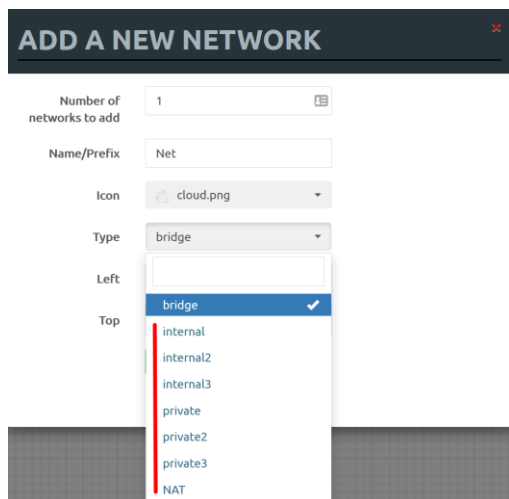 ADD A NEW NETWORK
Number of
networks to add
1
Name/Prefix
Net
Icon
cloud.png
Type
bridge
Left
bridge
Top
internal
internal2
internal3
private
private2
private3
NAT